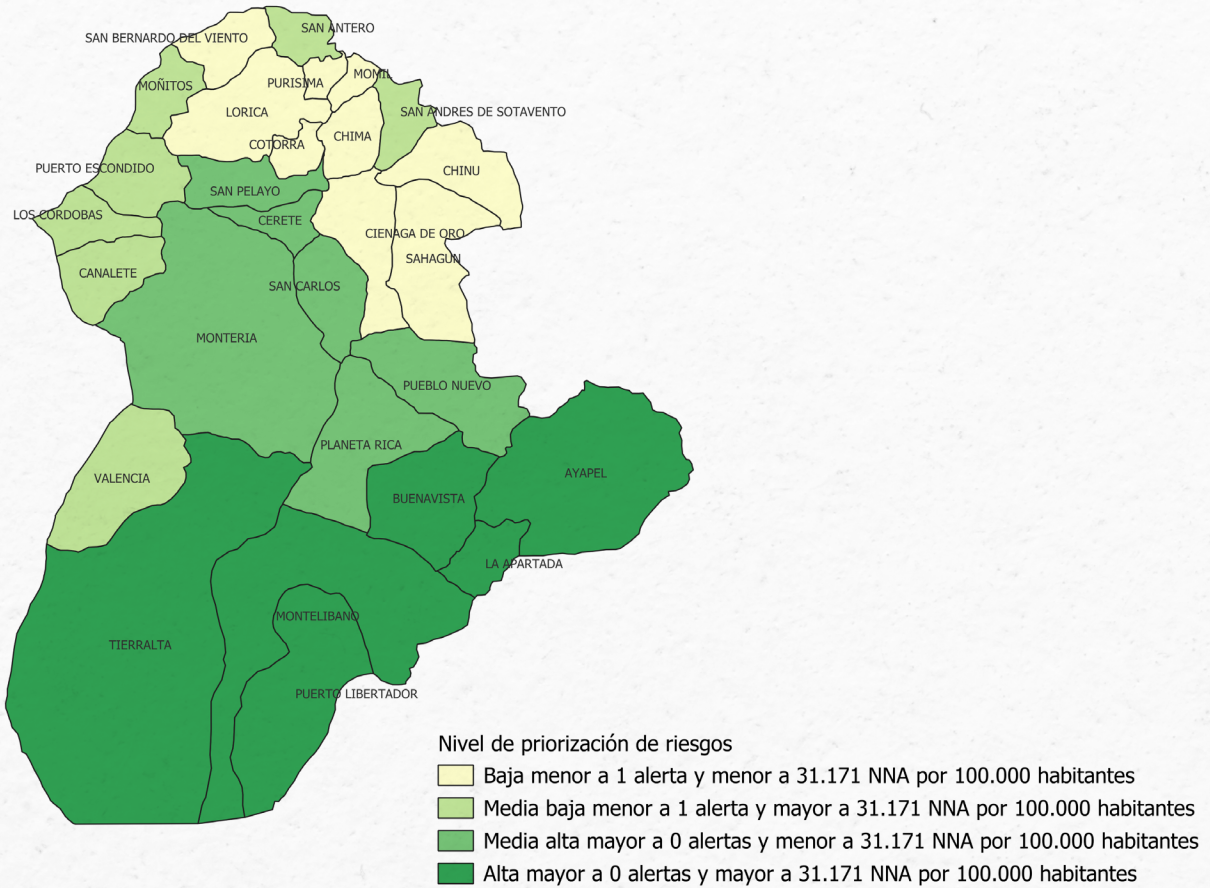 SAN ANTERO
SAN BERNARDO DEL VIENTO
MOMIL
PURISIMA
MOÑITOS
LORICA
SAN ANDRES DE SOTAVENTO
CHIMA
COTORRA
PUERTO ESCONDIDO
CHINU
SAN PELAYO
LOS CORDOBAS
CERETE
CIENAGA DE ORO
SAHAGUN
CANALETE
SAN CARLOS
MONTERIA
PUEBLO NUEVO
PLANETA RICA
AYAPEL
VALENCIA
BUENAVISTA
LA APARTADA
MONTELIBANO
TIERRALTA
PUERTO LIBERTADOR
Nivel de priorización de riesgos
Baja menor a 1 alerta y menor a 31.171 NNA por 100.000 habitantes
Media baja menor a 1 alerta y mayor a 31.171 NNA por 100.000 habitantes
Media alta mayor a 0 alertas y menor a 31.171 NNA por 100.000 habitantes
Alta mayor a 0 alertas y mayor a 31.171 NNA por 100.000 habitantes